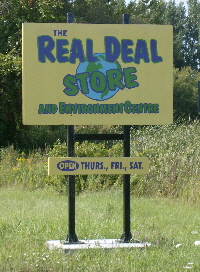 THE
REAL DEAL
STORE
AND ENVIRONMENT CENTRE
OPEN THURS., FRI., SAT.